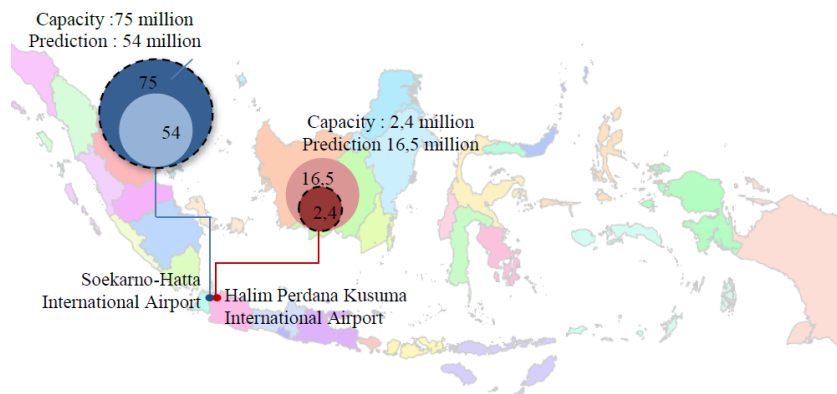 Capacity :75 million
Prediction : 54 million
75
54
Capacity : 2,4 million
Prediction 16,5 million
16,5
2,4
Soekarno-Hatta
International Airport
Halim Perdana Kusuma
International Airport